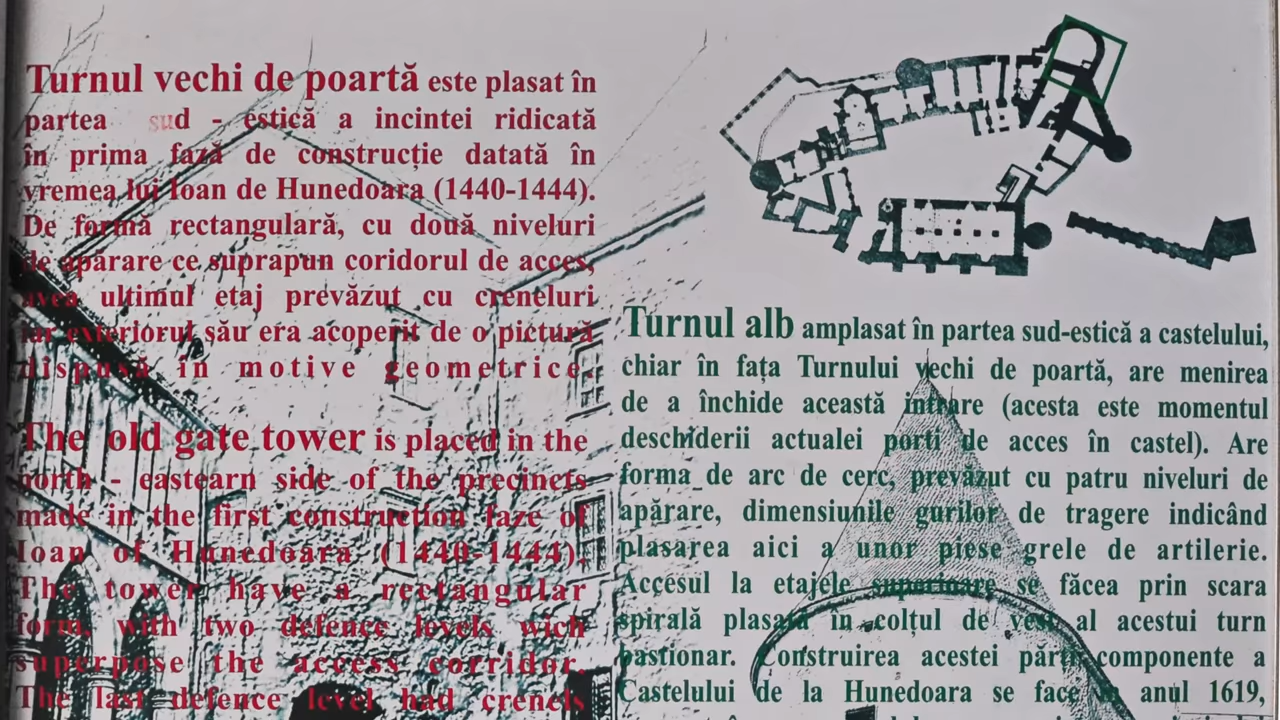 Turnul vechi de poartă este plasat în
partea sud - estică a incintei ridicată
în prima fază de construcție datată în
vremea lui Ioan de Hunedoara (1440-1444).
De formă rectangulară, cu două niveluri
de apărare ce suprapun coridorul de acces,
avea ultimul etaj prevăzut cu creneluri
iar exteriorul său era acoperit de o pictură
dispusă în motive geometrice.
The old gate tower is placed in the
north - eastearn side of the precincts
made in the first construction faze of
Ioan of Hunedoara (1440-1444).
The tower have a rectangular
form, with two defence levels wich
superpose the access corridor.
The last defence level had crenels
Turnul alb amplasat în partea sud-estică a castelului,
chiar în fața Turnului vechi de poartă, are menirea
de a închide această intrare (acesta este momentul
deschiderii actualei porți de acces în castel). Are
forma de arc de cerc, prevăzut cu patru niveluri de
apărare, dimensiunile gurilor de tragere indicând
plasarea aici a unor piese grele de artilerie.
Accesul la etajele superioare se făcea prin scara
spirală plasată în colțul de vest al acestui turn
bastionar. Construirea acestei părți componente a
Castelului de la Hunedoara se face în anul 1619,